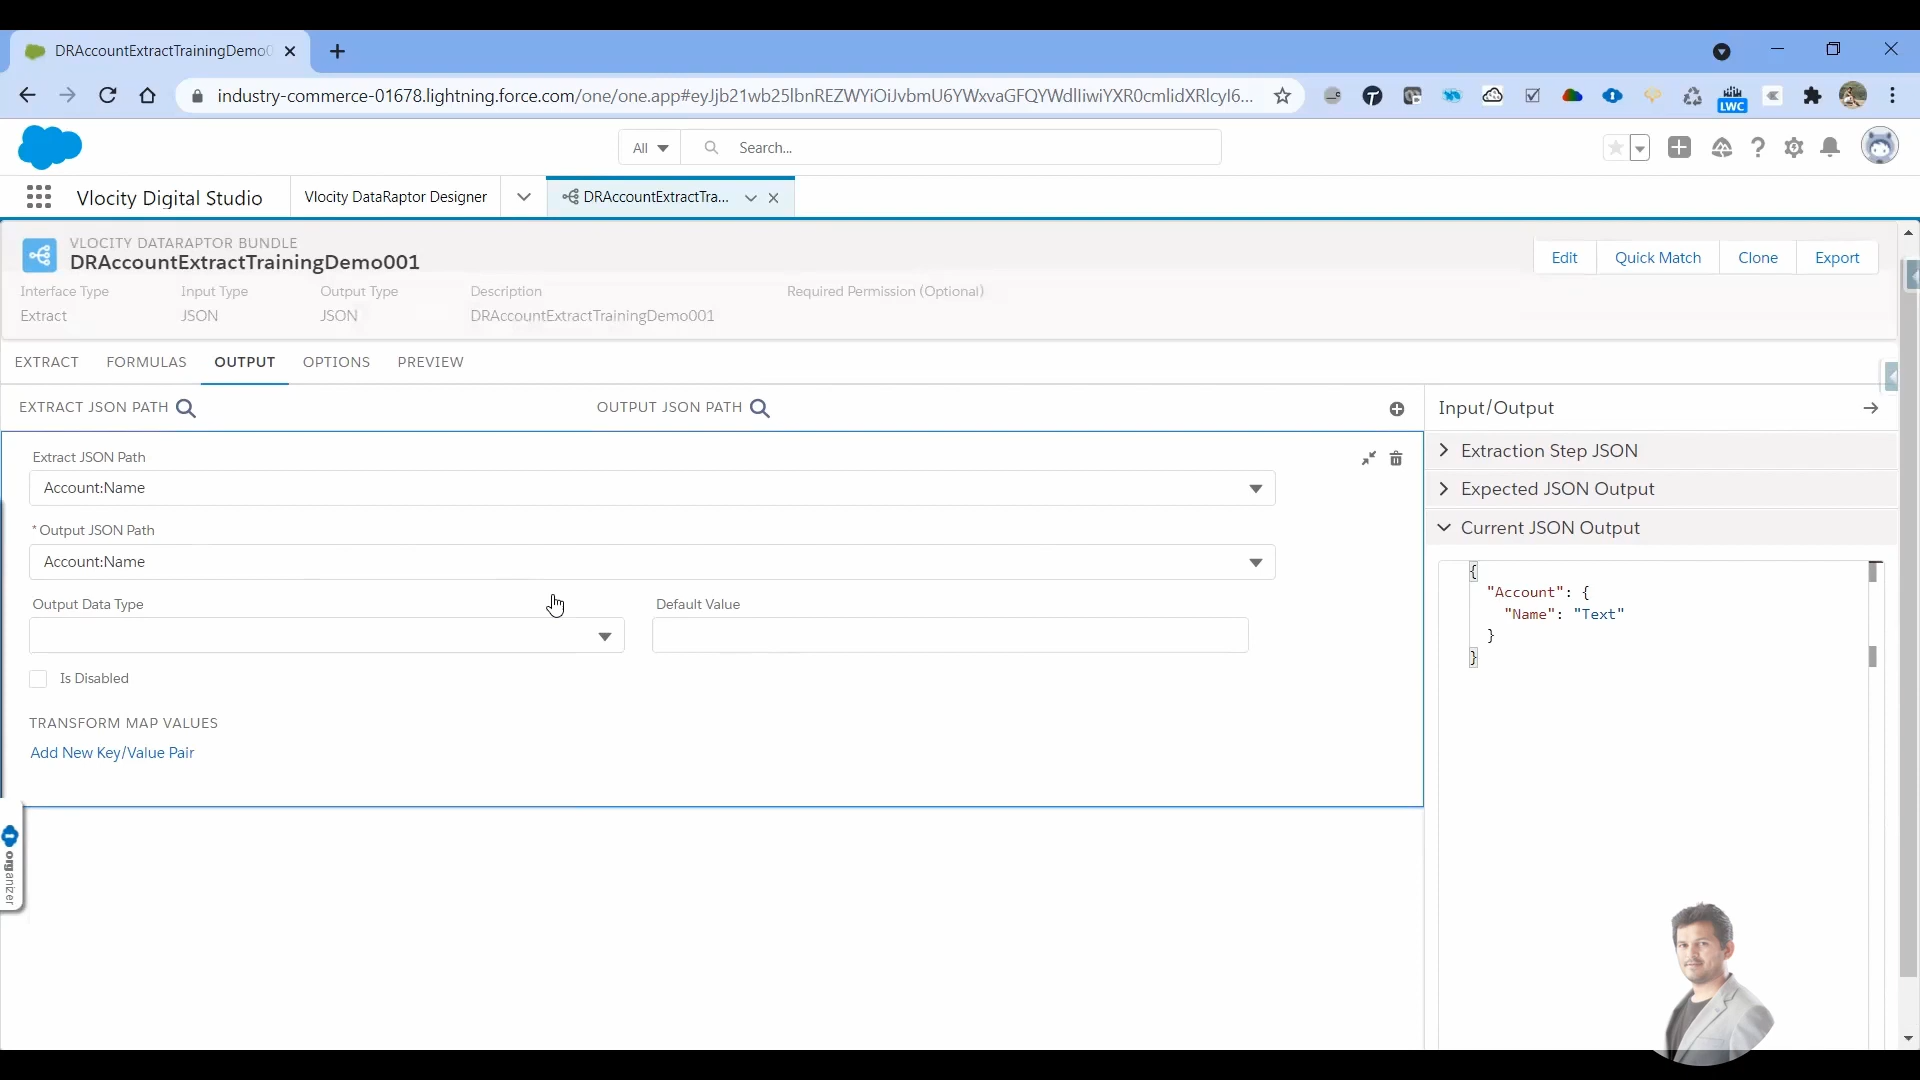 DRAccountExtractTrainingDemo0
industry-commerce-01678.lightning.force.com/one/one.app#eyJjb21wb25lbnREZWYiOiJvbmU6YWxvaGFQYWdlIiwiYXR0cmlidXRlcyI6...
LWC
All
Search...
Vlocity Digital Studio
Vlocity DataRaptor Designer
DRAccountExtractTra...
VLOCITY DATARAPTOR BUNDLE
DRAccountExtractTrainingDemo001
Edit
Quick Match
Clone
Export
Interface Type
Input Type
Output Type
Description
Required Permission (Optional)
Extract
JSON
JSON
DRAccountExtractTrainingDemo001
EXTRACT
FORMULAS
OUTPUT
OPTIONS
PREVIEW
EXTRACT JSON PATH
OUTPUT JSON PATH
Input/Output
Extract JSON Path
Account:Name
* Output JSON Path
Account:Name
Output Data Type
Default Value
Is Disabled
TRANSFORM MAP VALUES
Add New Key/Value Pair
Extraction Step JSON
Expected JSON Output
Current JSON Output
{
"Account": {
"Name": "Text"
}
}
organizer